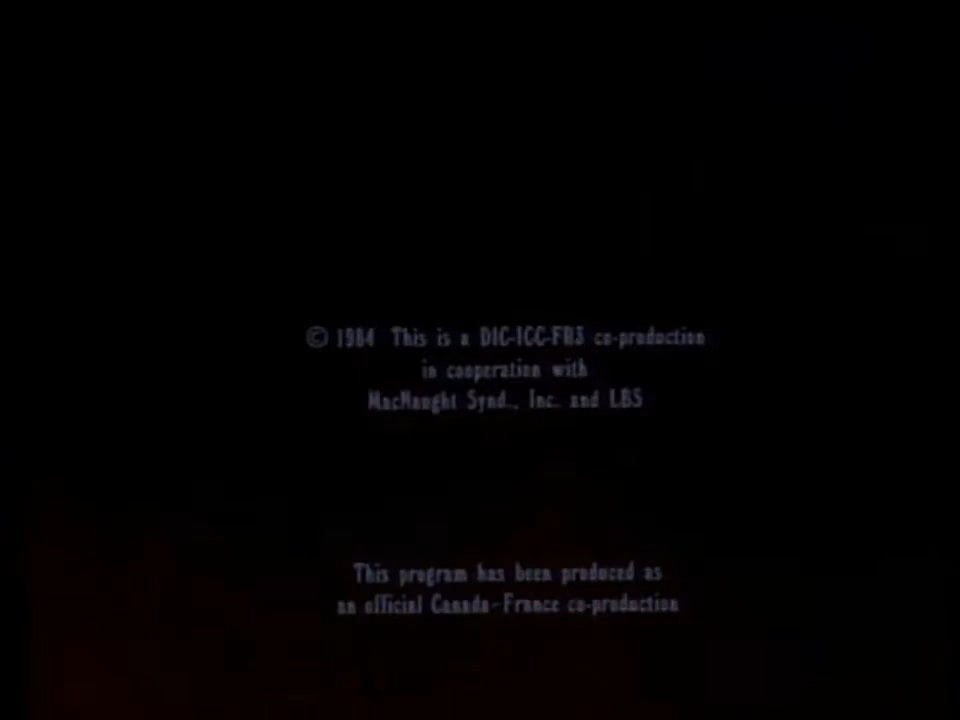 © 1984 This is a DIC-ICC-FR3 co-production
in cooperation with
MacNaught Synd., Inc. and LBS
This program has been produced as
an official Canada-France co-production